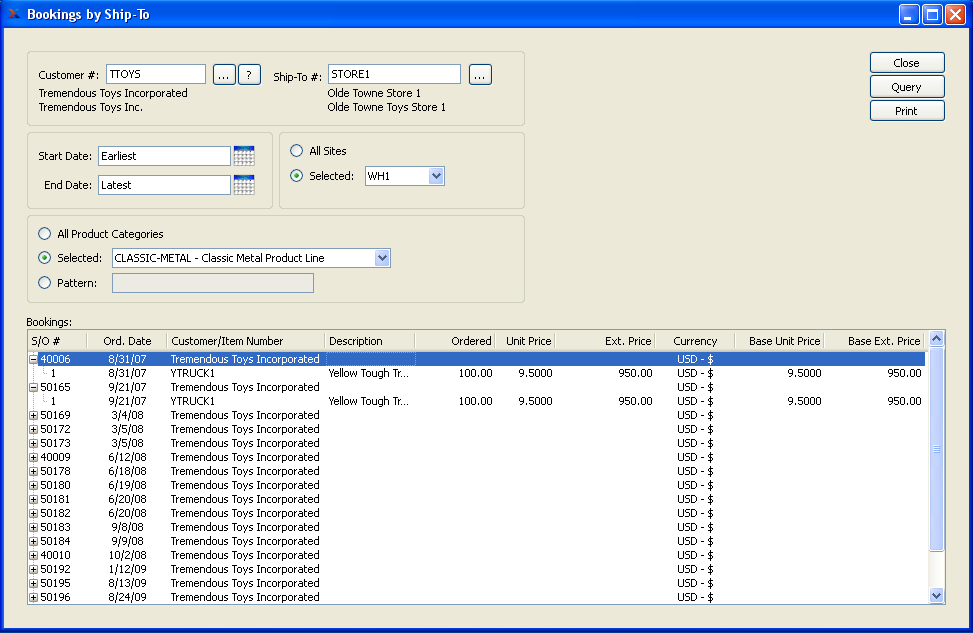 Bookings by Ship-To
Customer #: TTOYS ... ? Ship-To #: STORE1 ...
Tremendous Toys Incorporated Olde Towne Store 1
Tremendous Toys Inc. Olde Towne Toys Store 1
Close
Query
Print
Start Date: Earliest
End Date: Latest
All Sites
Selected: WH1
All Product Categories
Selected: CLASSIC-METAL - Classic Metal Product Line
Pattern:
Bookings:
S/O # Ord. Date Customer/Item Number Description Ordered Unit Price Ext. Price Currency Base Unit Price Base Ext. Price
40006 8/31/07 Tremendous Toys Incorporated USD - $
1 8/31/07 YTRUCK1 Yellow Tough Tr... 100.00 9.5000 950.00 9.5000 950.00
50165 9/21/07 Tremendous Toys Incorporated USD - $
1 9/21/07 YTRUCK1 Yellow Tough Tr... 100.00 9.5000 950.00 9.5000 950.00
50169 3/4/08 Tremendous Toys Incorporated USD - $
50172 3/5/08 Tremendous Toys Incorporated USD - $
50173 3/5/08 Tremendous Toys Incorporated USD - $
40009 6/12/08 Tremendous Toys Incorporated USD - $
50178 6/18/08 Tremendous Toys Incorporated USD - $
50180 6/19/08 Tremendous Toys Incorporated USD - $
50181 6/20/08 Tremendous Toys Incorporated USD - $
50182 6/20/08 Tremendous Toys Incorporated USD - $
50183 9/8/08 Tremendous Toys Incorporated USD - $
50184 9/9/08 Tremendous Toys Incorporated USD - $
40010 10/2/08 Tremendous Toys Incorporated USD - $
50192 1/12/09 Tremendous Toys Incorporated USD - $
50195 8/13/09 Tremendous Toys Incorporated USD - $
50196 8/24/09 Tremendous Toys Incorporated USD - $